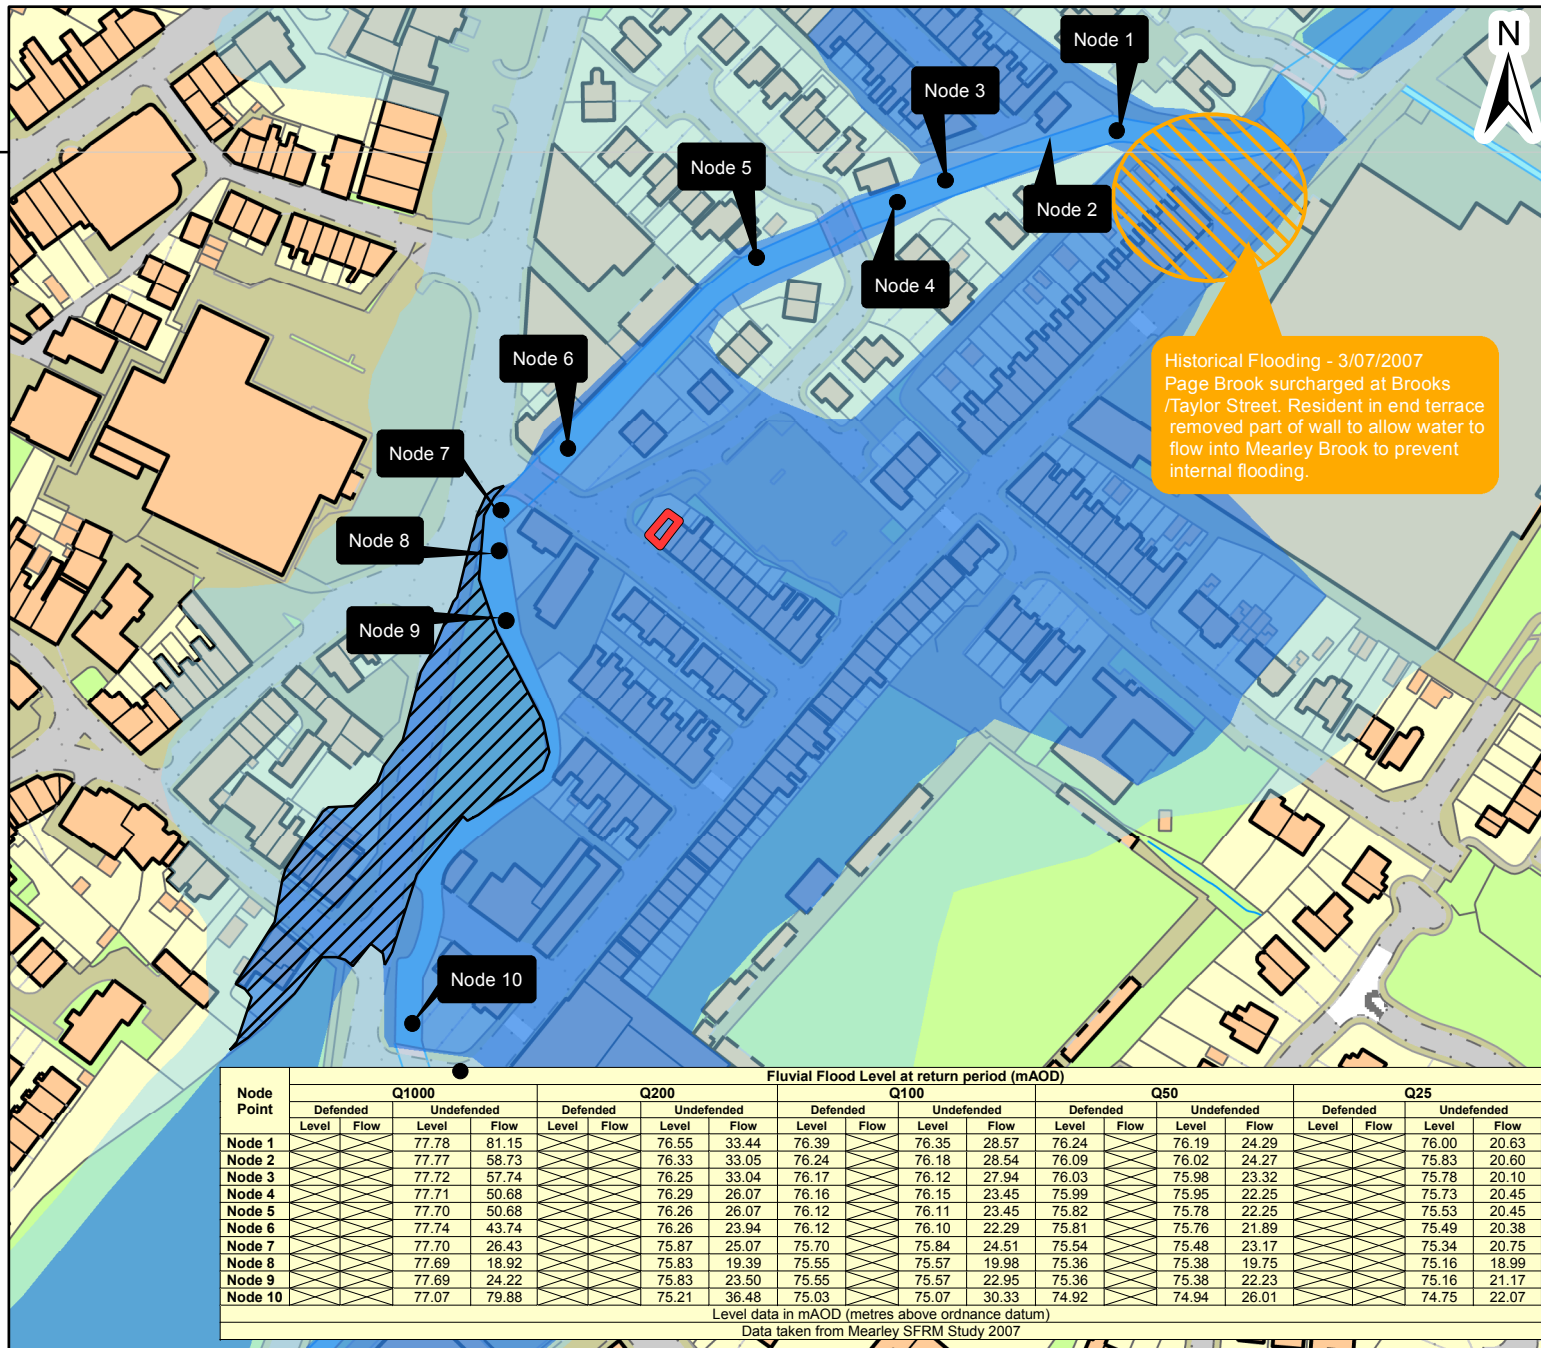 N
Node 1
Node 3
Node 5
Node 2
Node 4
Node 6
Historical Flooding - 3/07/2007
Page Brook surcharged at Brooks
/Taylor Street. Resident in end terrace
removed part of wall to allow water to
flow into Mearley Brook to prevent
internal flooding.
Node 7
Node 8
Node 9
Node 10
Node Point Fluvial Flood Level at return period (mAOD)
Q1000 Q200 Q100 Q50 Q25
Defended Undefended Defended Undefended Defended Undefended Defended Undefended Defended Undefended
Level Flow Level Flow Level Flow Level Flow Level Flow Level Flow Level Flow Level Flow Level Flow Level Flow
Node 1 77.78 81.15 76.55 33.44 76.39 76.35 28.57 76.24 76.19 24.29 76.00 20.63
Node 2 77.77 58.73 76.33 33.05 76.24 76.18 28.54 76.09 76.02 24.27 75.83 20.60
Node 3 77.72 57.74 76.25 33.04 76.17 76.12 27.94 76.03 75.98 23.32 75.78 20.10
Node 4 77.71 50.68 76.29 26.07 76.16 76.15 23.45 75.99 75.95 22.25 75.73 20.45
Node 5 77.70 50.68 76.26 26.07 76.12 76.11 23.45 75.82 75.78 22.25 75.53 20.45
Node 6 77.74 43.74 76.26 23.94 76.12 76.10 22.29 75.81 75.76 21.89 75.49 20.38
Node 7 77.70 26.43 75.87 25.07 75.70 75.84 24.51 75.54 75.48 23.17 75.34 20.75
Node 8 77.69 18.92 75.83 19.39 75.55 75.57 19.98 75.36 75.38 19.75 75.16 18.99
Node 9 77.69 24.22 75.83 23.50 75.55 75.57 22.95 75.36 75.38 22.23 75.16 21.17
Node 10 77.07 79.88 75.21 36.48 75.03 75.07 30.33 74.92 74.94 26.01 74.75 22.07
Level data in mAOD (metres above ordnance datum)
Data taken from Mearley SFRM Study 2007